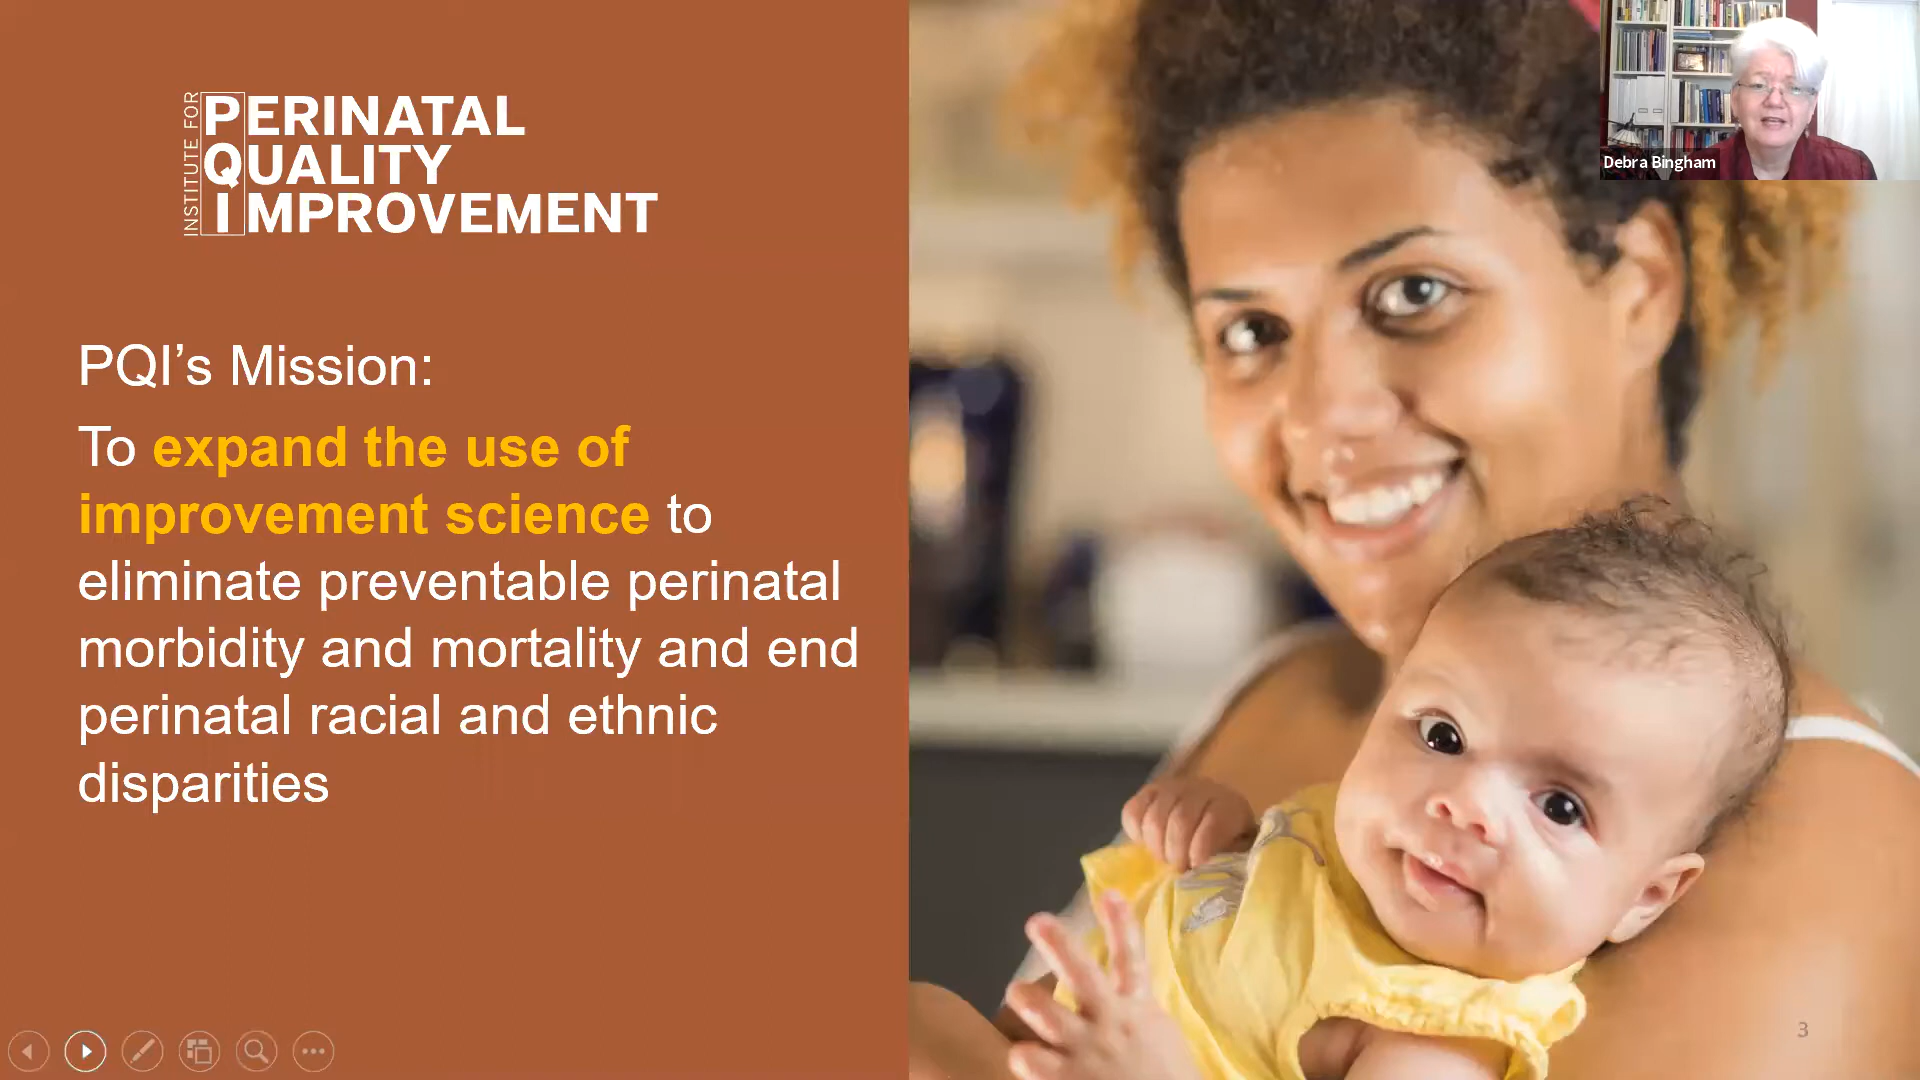 INSTITUTE FOR
PERINATAL
QUALITY
IMPROVEMENT
PQI’s Mission:
To expand the use of
improvement science to
eliminate preventable perinatal
morbidity and mortality and end
perinatal racial and ethnic
disparities
Debra Bingham
3